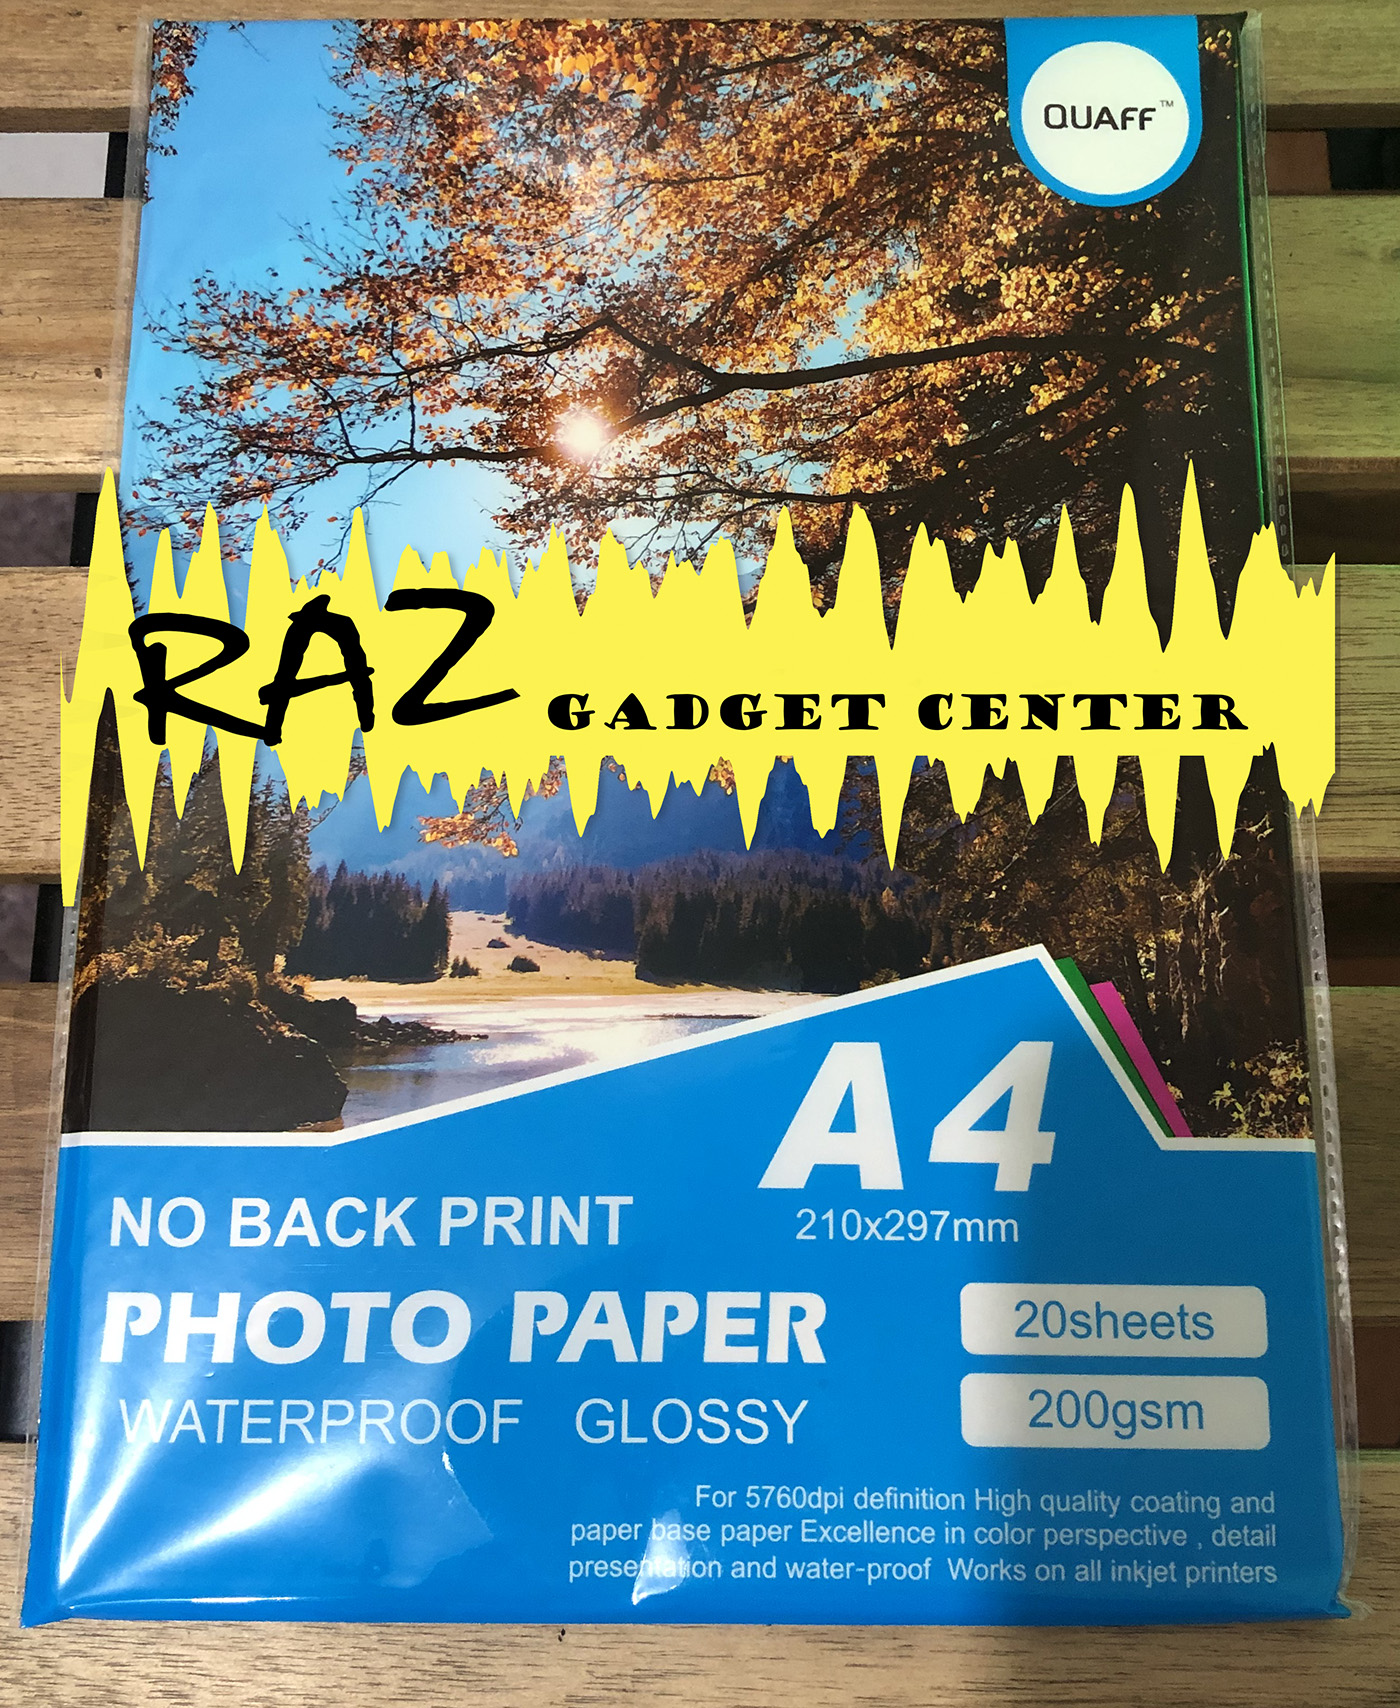 QUAFF™
RAZ GADGET CENTER
A4
210x297mm
NO BACK PRINT
PHOTO PAPER
20sheets
WATERPROOF GLOSSY
200gsm
For 5760dpi definition High quality coating and
paper base paper Excellence in color perspective , detail
presentation and water-proof Works on all inkjet printers